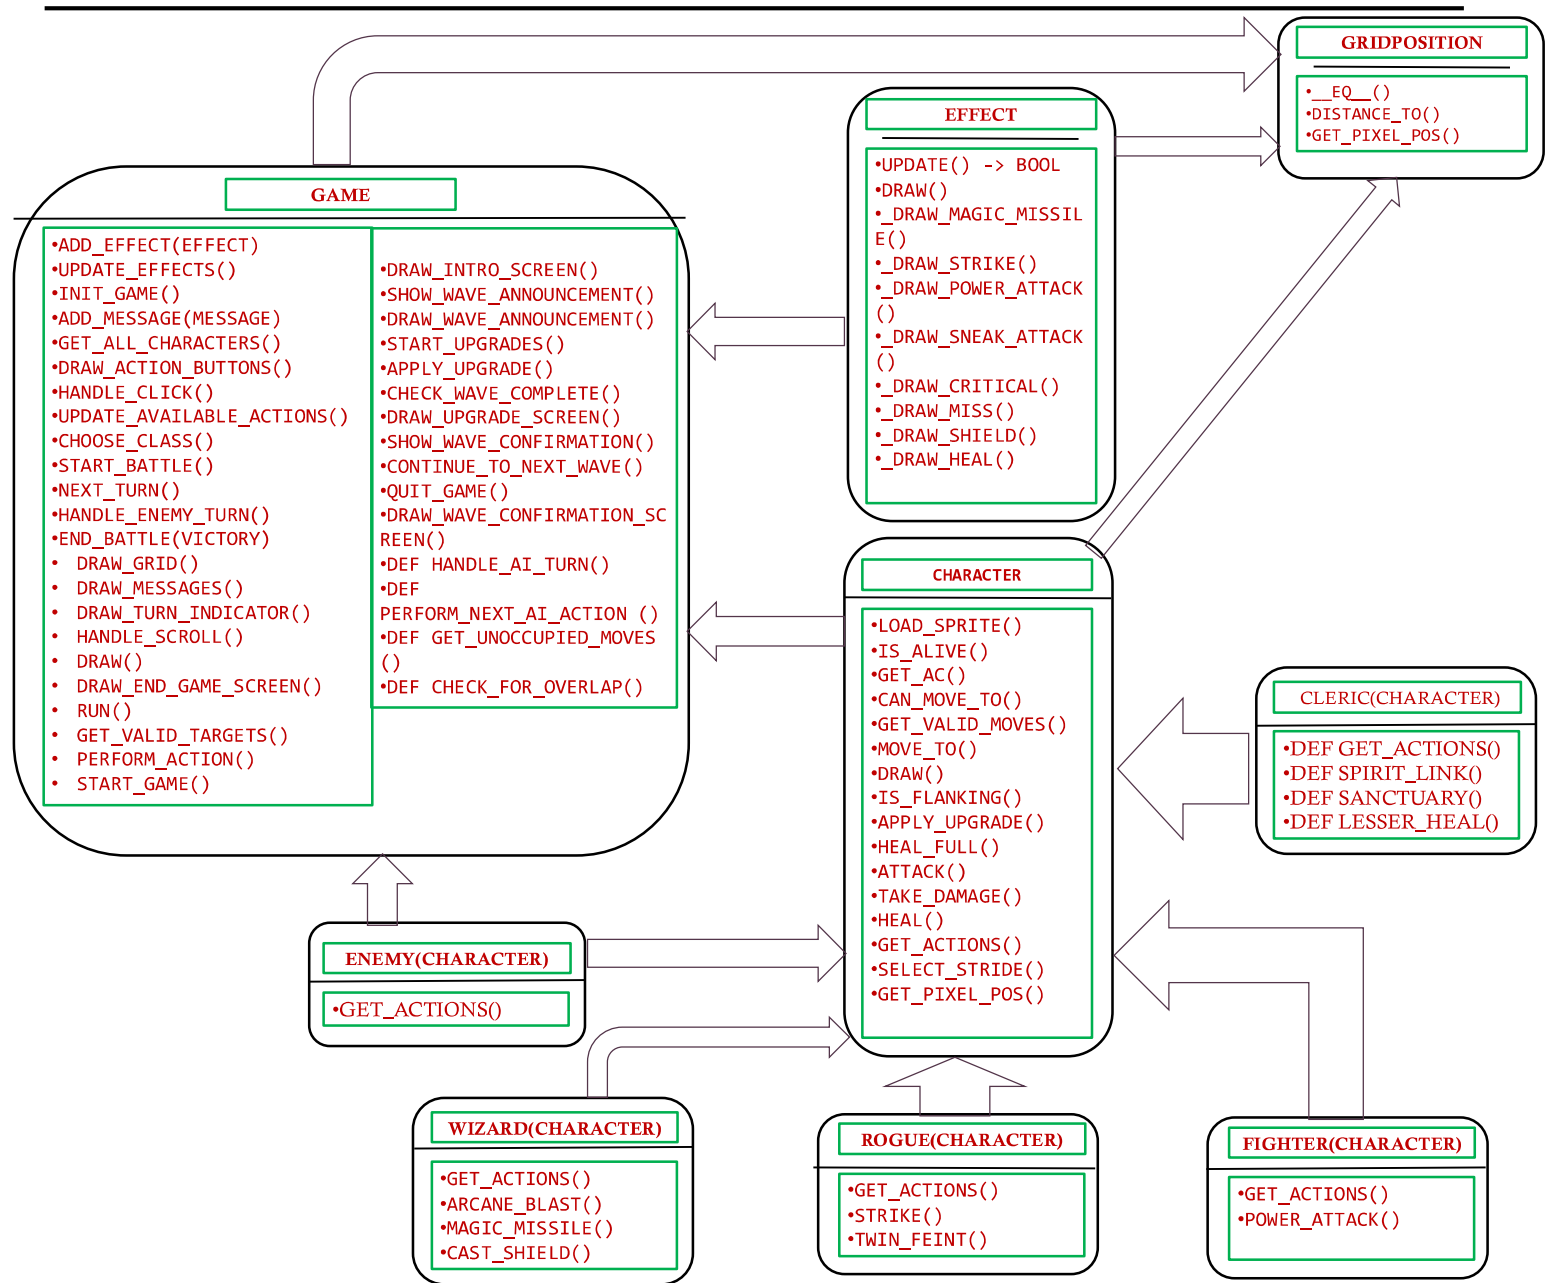 GRIDPOSITION
•__EQ__()
•DISTANCE_TO()
•GET_PIXEL_POS()
EFFECT
•UPDATE() -> BOOL
•DRAW()
•_DRAW_MAGIC_MISSIL
E()
•_DRAW_STRIKE()
•_DRAW_POWER_ATTACK
()
•_DRAW_SNEAK_ATTACK
()
•_DRAW_CRITICAL()
•_DRAW_MISS()
•_DRAW_SHIELD()
•_DRAW_HEAL()
GAME
•ADD_EFFECT(EFFECT)
•UPDATE_EFFECTS()
•INIT_GAME()
•ADD_MESSAGE(MESSAGE)
•GET_ALL_CHARACTERS()
•DRAW_ACTION_BUTTONS()
•HANDLE_CLICK()
•UPDATE_AVAILABLE_ACTIONS()
•CHOOSE_CLASS()
•START_BATTLE()
•NEXT_TURN()
•HANDLE_ENEMY_TURN()
•END_BATTLE(VICTORY)
• DRAW_GRID()
• DRAW_MESSAGES()
• DRAW_TURN_INDICATOR()
• HANDLE_SCROLL()
• DRAW()
• DRAW_END_GAME_SCREEN()
• RUN()
• GET_VALID_TARGETS()
• PERFORM_ACTION()
• START_GAME()
•DRAW_INTRO_SCREEN()
•SHOW_WAVE_ANNOUNCEMENT()
•DRAW_WAVE_ANNOUNCEMENT()
•START_UPGRADES()
•APPLY_UPGRADE()
•CHECK_WAVE_COMPLETE()
•DRAW_UPGRADE_SCREEN()
•SHOW_WAVE_CONFIRMATION()
•CONTINUE_TO_NEXT_WAVE()
•QUIT_GAME()
•DRAW_WAVE_CONFIRMATION_SC
REEN()
•DEF HANDLE_AI_TURN()
•DEF
PERFORM_NEXT_AI_ACTION ()
•DEF GET_UNOCCUPIED_MOVES
()
•DEF CHECK_FOR_OVERLAP()
CHARACTER
•LOAD_SPRITE()
•IS_ALIVE()
•GET_AC()
•CAN_MOVE_TO()
•GET_VALID_MOVES()
•MOVE_TO()
•DRAW()
•IS_FLANKING()
•APPLY_UPGRADE()
•HEAL_FULL()
•ATTACK()
•TAKE_DAMAGE()
•HEAL()
•GET_ACTIONS()
•SELECT_STRIDE()
•GET_PIXEL_POS()
CLERIC(CHARACTER)
•DEF GET_ACTIONS()
•DEF SPIRIT_LINK()
•DEF SANCTUARY()
•DEF LESSER_HEAL()
ENEMY(CHARACTER)
•GET_ACTIONS()
WIZARD(CHARACTER)
•GET_ACTIONS()
•ARCANE_BLAST()
•MAGIC_MISSILE()
•CAST_SHIELD()
ROGUE(CHARACTER)
•GET_ACTIONS()
•STRIKE()
•TWIN_FEINT()
FIGHTER(CHARACTER)
•GET_ACTIONS()
•POWER_ATTACK()